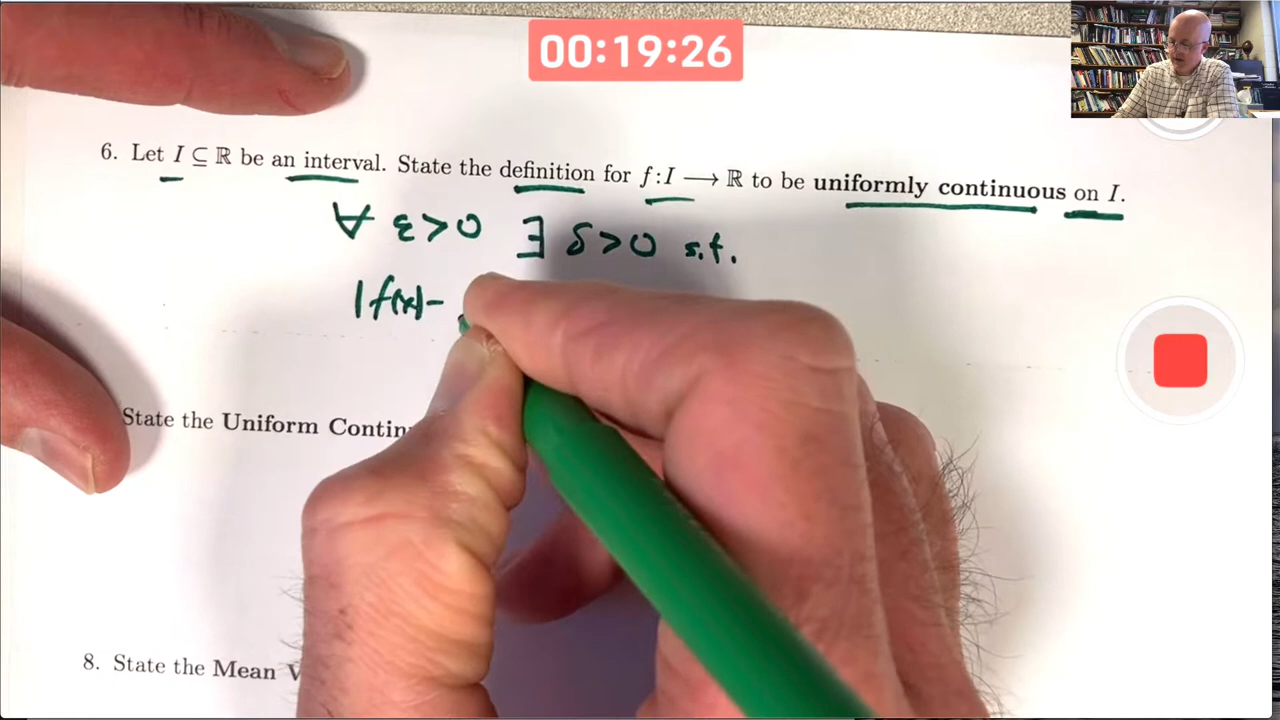 00:19:26
6. Let I ⊆ ℝ be an interval. State the definition for f : I ⟶ ℝ to be uniformly continuous on I.
∀ ε>0 ∃ δ>0 s.t.
|f(x)-
State the Uniform Contin
8. State the Mean V